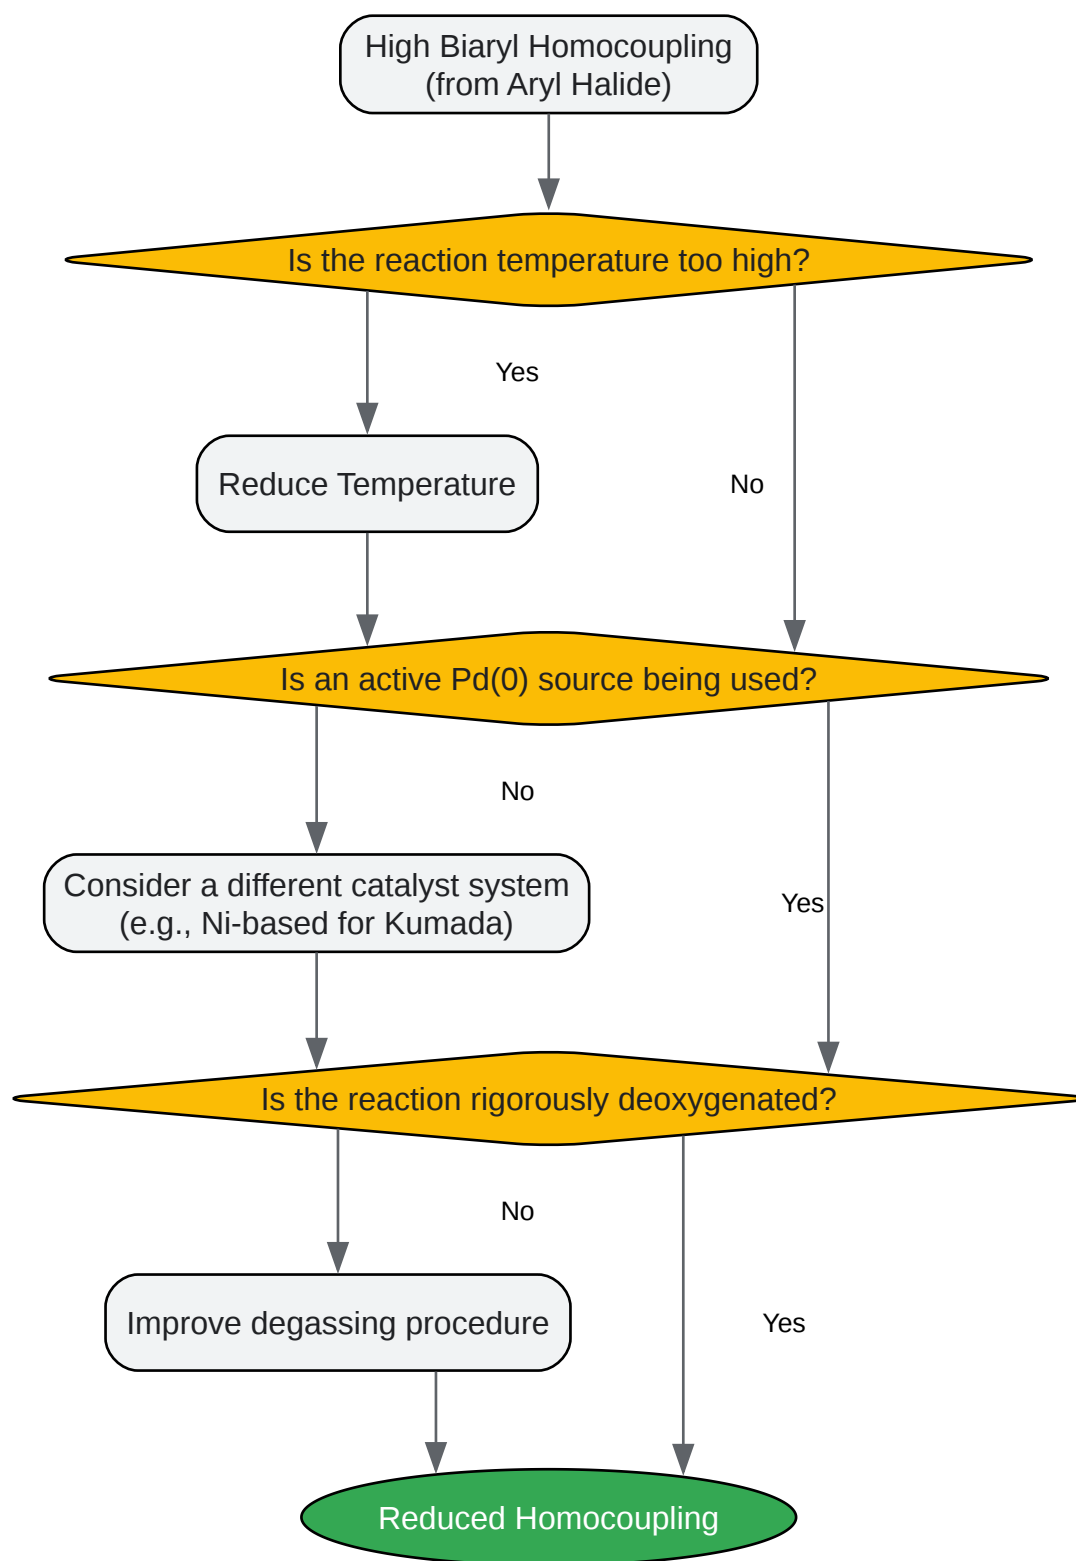 High Biaryl Homocoupling
(from Aryl Halide)
Is the reaction temperature too high?
Yes
Reduce Temperature
No
Is an active Pd(0) source being used?
No
Consider a different catalyst system
(e.g., Ni-based for Kumada)
Yes
Is the reaction rigorously deoxygenated?
No
Improve degassing procedure
Yes
Reduced Homocoupling